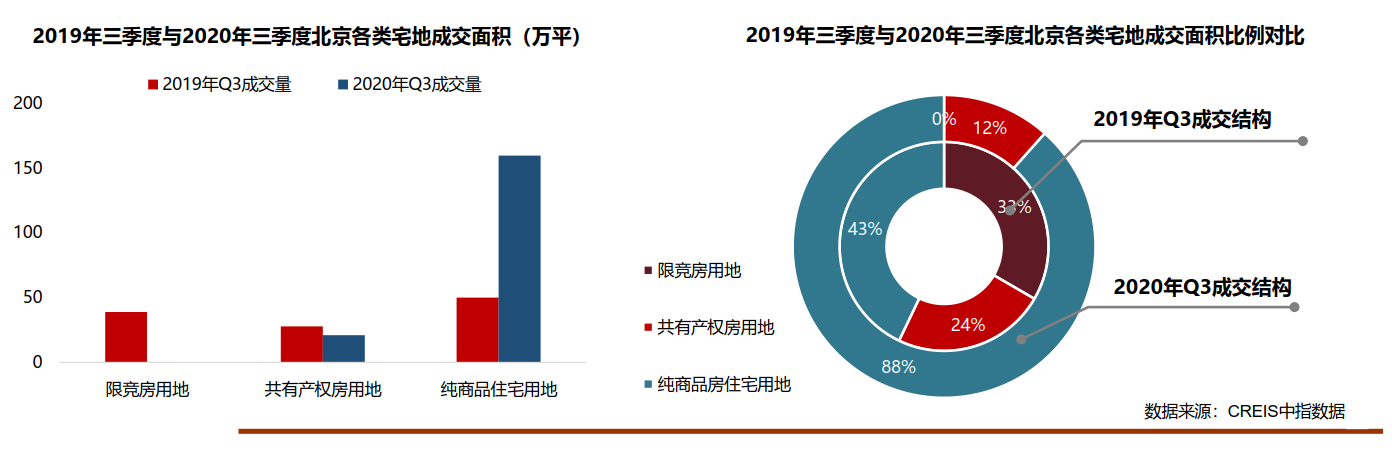 2019年三季度与2020年三季度北京各类宅地成交面积（万平）
2019年Q3成交量
2020年Q3成交量
200
150
100
50
0
限竞房用地
共有产权房用地
纯商品住宅用地
2019年三季度与2020年三季度北京各类宅地成交面积比例对比
0%
12%
33%
43%
24%
88%
2019年Q3成交结构
2020年Q3成交结构
限竞房用地
共有产权房用地
纯商品房住宅用地
数据来源：CREIS中指数据